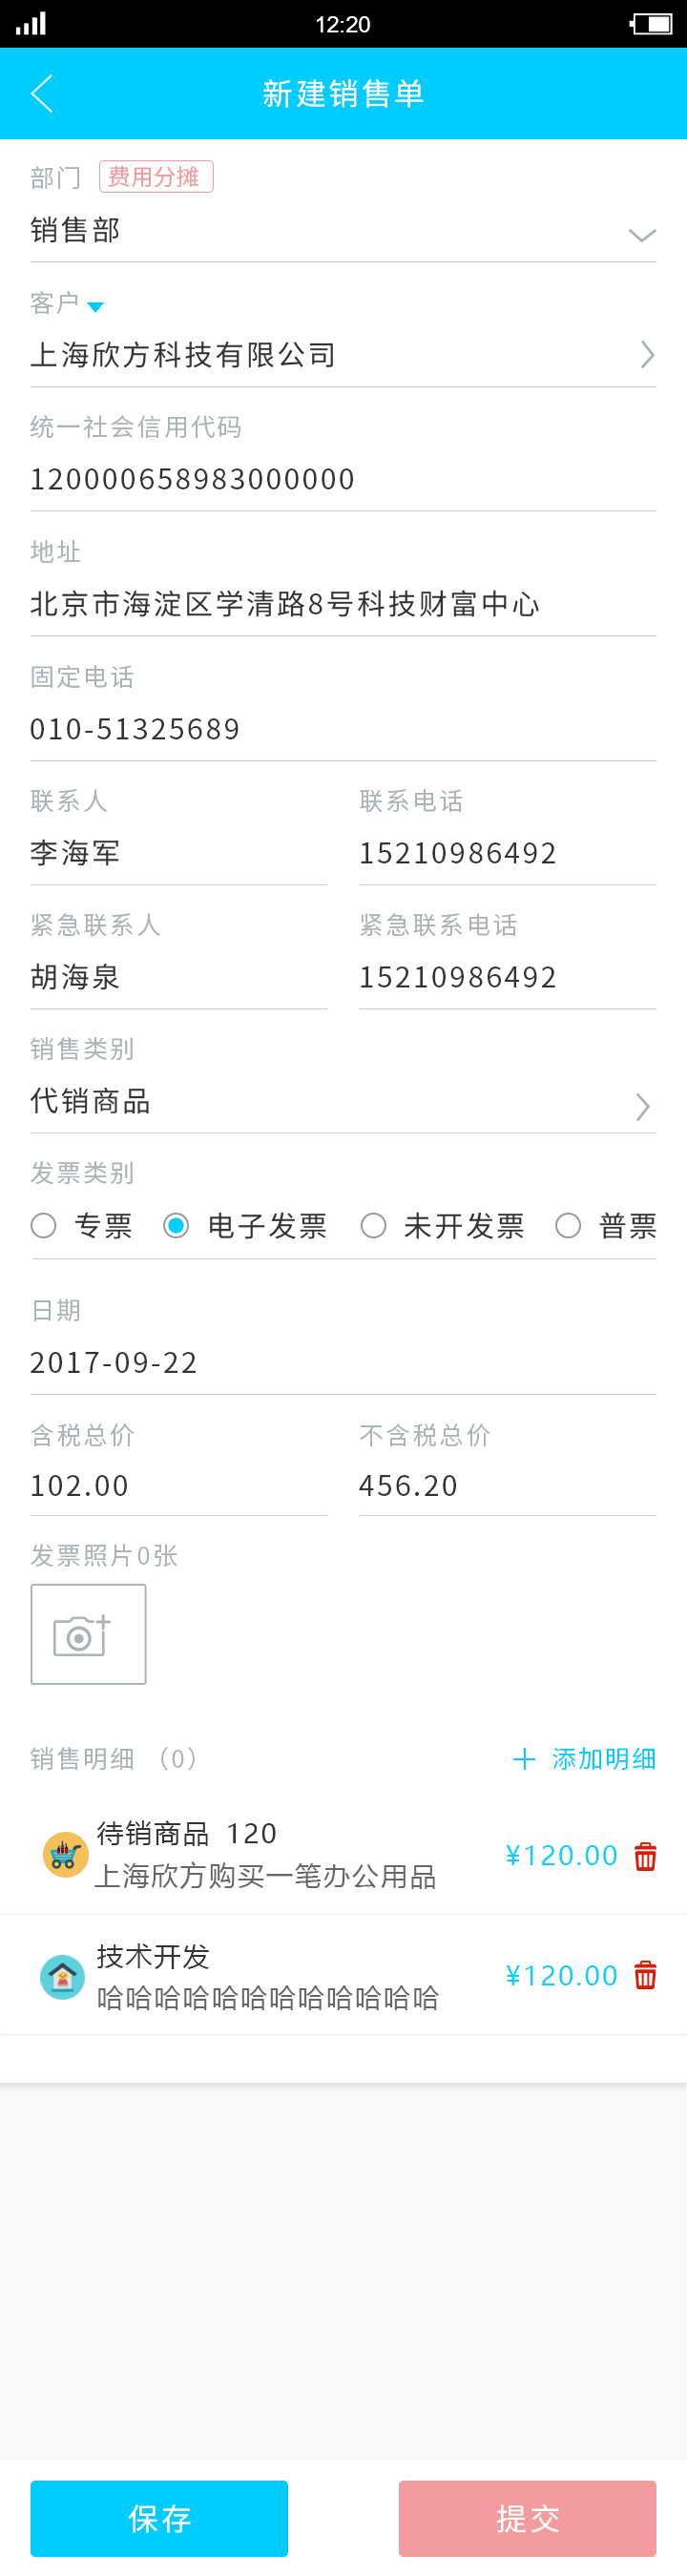 12:20
新建销售单
部门 费用分摊
销售部
客户
上海欣方科技有限公司
统一社会信用代码
120000658983000000
地址
北京市海淀区学清路8号科技财富中心
固定电话
010-51325689
联系人 联系电话
李海军 15210986492
紧急联系人 紧急联系电话
胡海泉 15210986492
销售类别
代销商品
发票类别
专票 电子发票 未开发票 普票
日期
2017-09-22
含税总价 不含税总价
102.00 456.20
发票照片0张
销售明细 （0） 添加明细
待销商品 120
上海欣方购买一笔办公用品
¥120.00
技术开发
哈哈哈哈哈哈哈哈哈哈哈哈
¥120.00
保存 提交